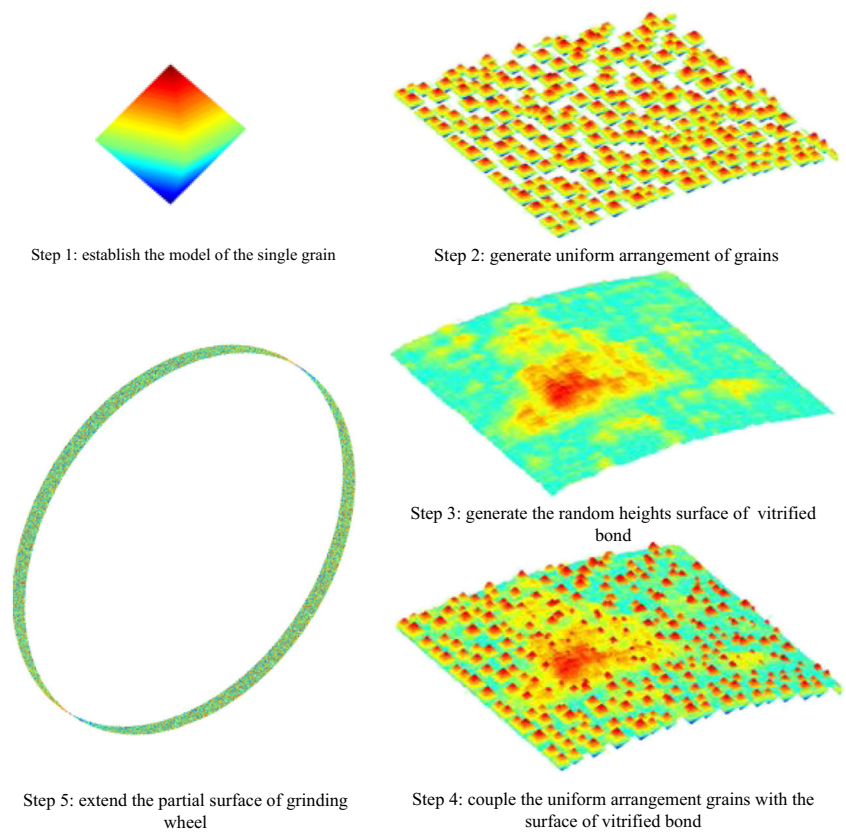 Step 1: establish the model of the single grain
Step 2: generate uniform arrangement of grains
Step 3: generate the random heights surface of vitrified
bond
Step 4: couple the uniform arrangement grains with the
surface of vitrified bond
Step 5: extend the partial surface of grinding
wheel